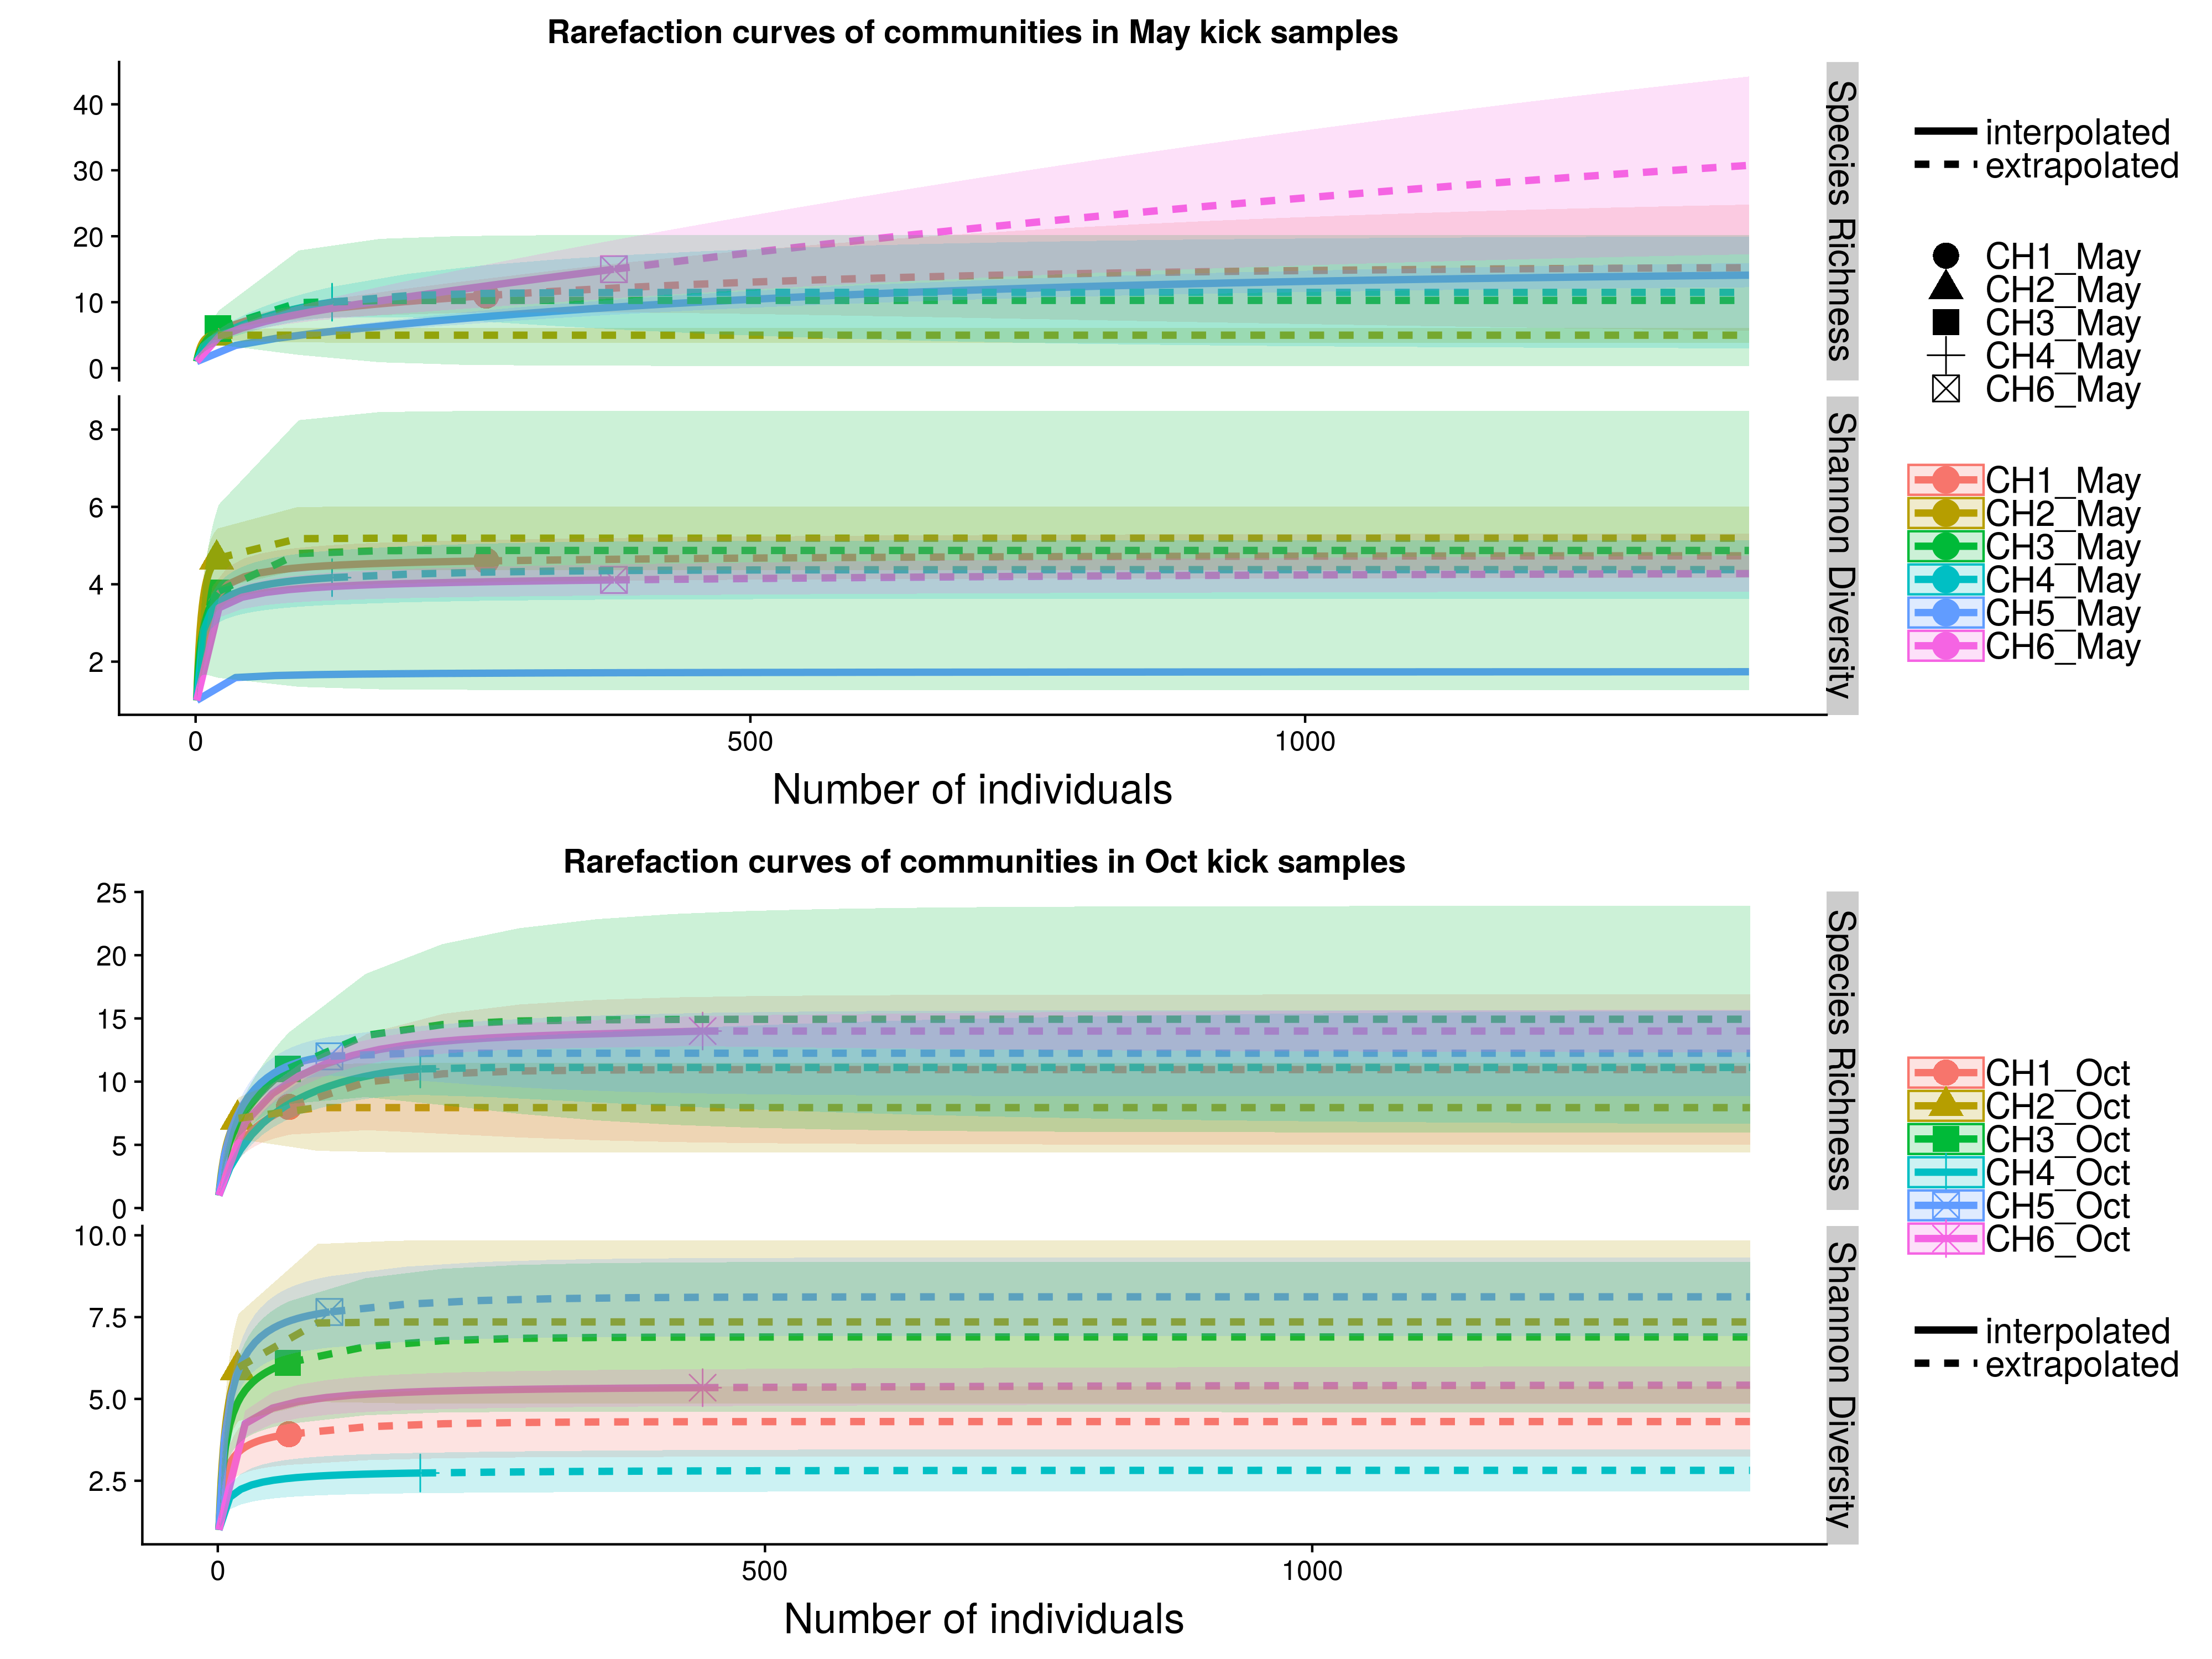 Rarefaction curves of communities in May kick samples
40
30
20
10
0
Species Richness
8
6
4
2
Shannon Diversity
0
500
1000
Number of individuals
interpolated
extrapolated
CH1_May
CH2_May
CH3_May
CH4_May
CH6_May
CH1_May
CH2_May
CH3_May
CH4_May
CH5_May
CH6_May
Rarefaction curves of communities in Oct kick samples
25
20
15
10
5
0
Species Richness
10.0
7.5
5.0
2.5
Shannon Diversity
0
500
1000
Number of individuals
CH1_Oct
CH2_Oct
CH3_Oct
CH4_Oct
CH5_Oct
CH6_Oct
interpolated
extrapolated